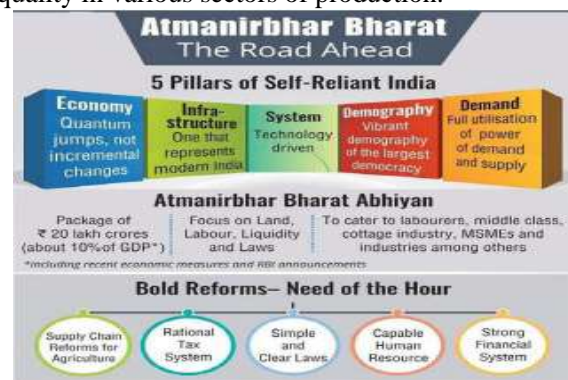 quality in various sectors of production.
Atmanirbhar Bharat
The Road Ahead
5 Pillars of Self-Reliant India
Economy
Quantum
jumps, not
incremental
changes
Infra-
structure
One that
represents
modern India
System
Technology
driven
Demography
Vibrant
demography
of the largest
democracy
Demand
Full utilisation
of power
of demand
and supply
Atmanirbhar Bharat Abhiyan
Package of
₹ 20 lakh crores
(about 10%of GDP*)
Focus on Land,
Labour, Liquidity
and Laws
To cater to labourers, middle class,
cottage industry, MSMEs and
industries among others
*including recent economic measures and RBI announcements
Bold Reforms– Need of the Hour
Supply Chain
Reforms for
Agriculture
Rational
Tax
System
Simple
and
Clear Laws
Capable
Human
Resource
Strong
Financial
System